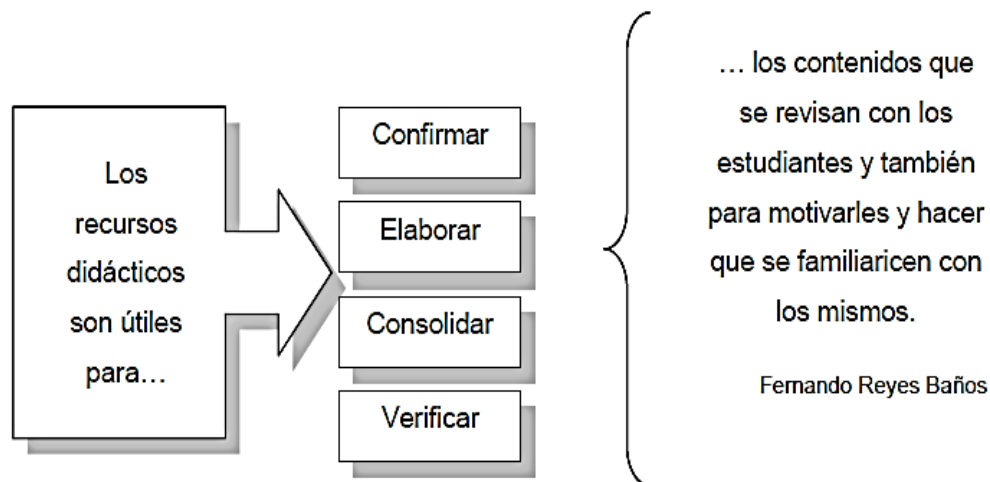 Los
recursos
didácticos
son útiles
para...
Confirmar
Elaborar
Consolidar
Verificar
... los contenidos que
se revisan con los
estudiantes y también
para motivarles y hacer
que se familiaricen con
los mismos.
Fernando Reyes Baños